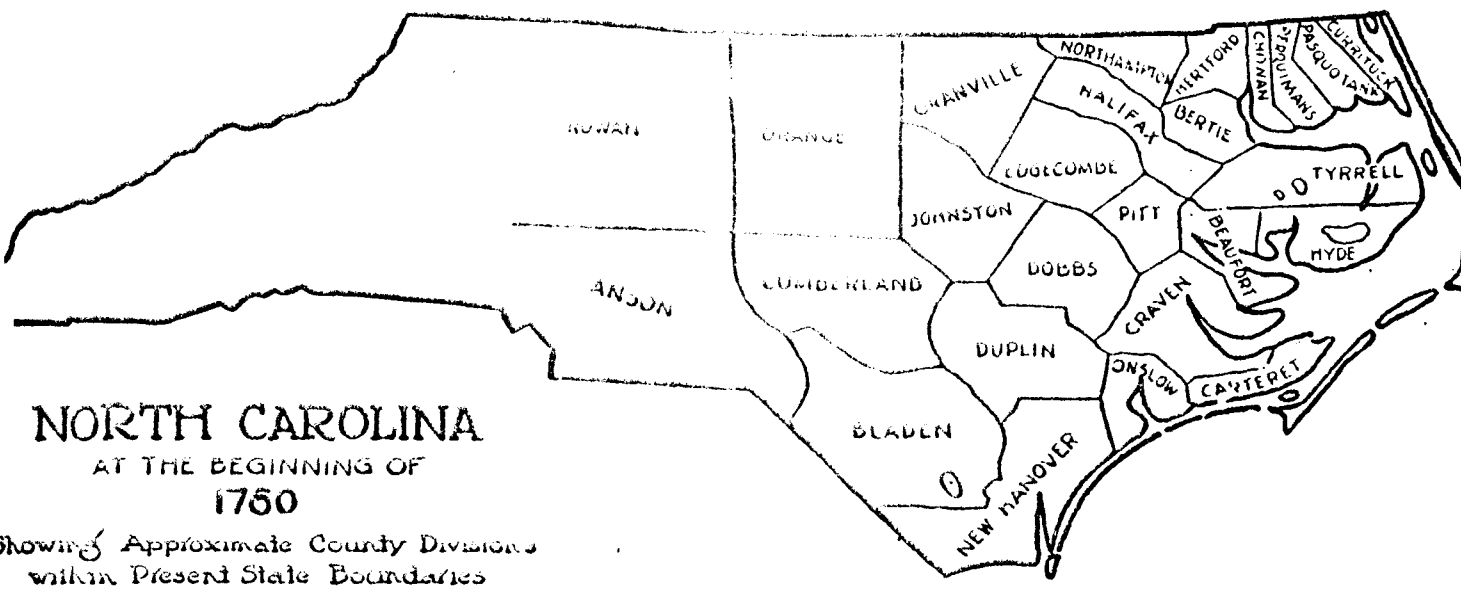 NORTHAMPTON
HERTFORD
CHOWAN
PERQUIMANS
PASQUOTANK
CURRITUCK
GRANVILLE
HALIFAX
BERTIE
ROWAN
ORANGE
EDGECOMBE
TYRRELL
JOHNSTON
PITT
BEAUFORT
HYDE
ANSON
CUMBERLAND
DOBBS
CRAVEN
DUPLIN
ONSLOW
CARTERET
BLADEN
NEW HANOVER
NORTH CAROLINA
AT THE BEGINNING OF
1760
Showing Approximate County Divisions
within Present State Boundaries